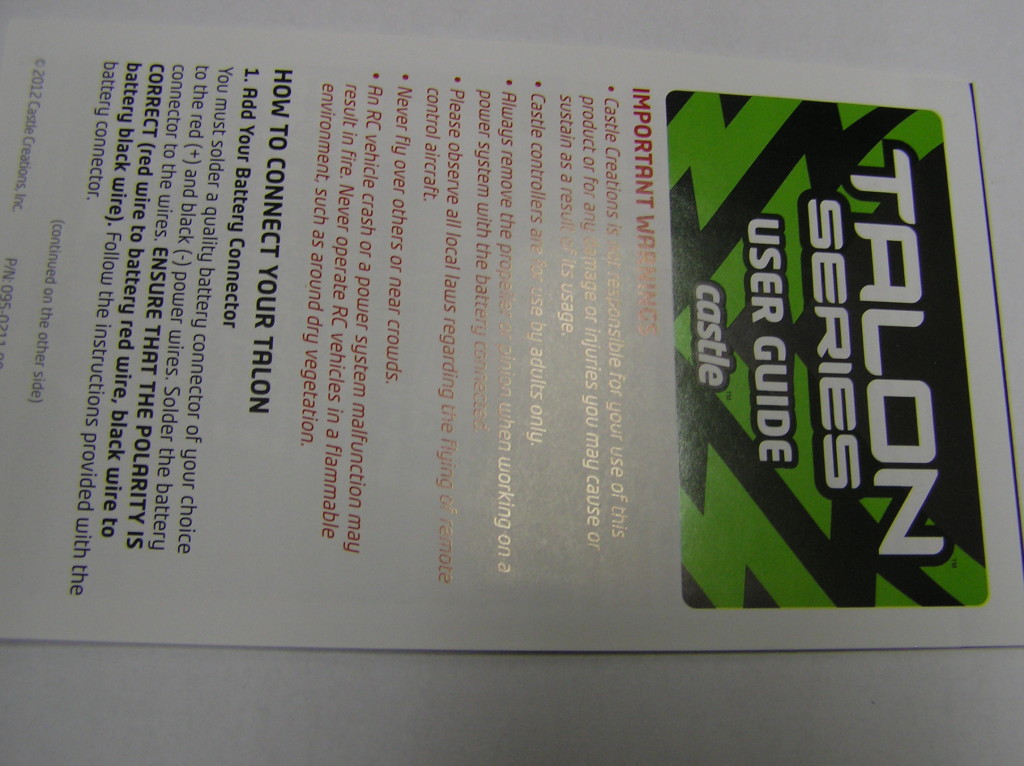 TALON™
SERIES
USER GUIDE
castle™
IMPORTANT WARNINGS
• Castle Creations is not responsible for your use of this
product or for any damage or injuries you may cause or
sustain as a result of its usage.
• Castle controllers are for use by adults only.
• Always remove the propeller or pinion when working on a
power system with the battery connected.
• Please observe all local laws regarding the flying of remote
control aircraft.
• Never fly over others or near crowds.
• An RC vehicle crash or a power system malfunction may
result in fire. Never operate RC vehicles in a flammable
environment, such as around dry vegetation.
HOW TO CONNECT YOUR TALON
1. Add Your Battery Connector
You must solder a quality battery connector of your choice
to the red (+) and black (-) power wires. Solder the battery
connector to the wires. ENSURE THAT THE POLARITY IS
CORRECT (red wire to battery red wire, black wire to
battery black wire). Follow the instructions provided with the
battery connector.
(continued on the other side)
© 2012 Castle Creations, Inc.
P/N: 095-0211